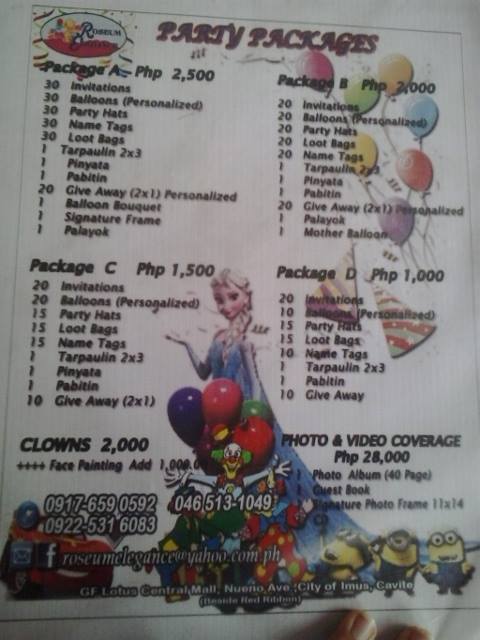 ROSEUM
PARTY PACKAGES
Package A Php 2,500
30 Invitations
30 Balloons (Personalized)
30 Party Hats
30 Name Tags
30 Loot Bags
1 Tarpaulin 2x3
1 Pinyata
1 Pabitin
20 Give Away (2x1) Personalized
1 Balloon Bouquet
1 Signature Frame
1 Palayok
Package B Php 2,000
20 Invitations
20 Balloons (Personalized)
20 Party Hats
20 Loot Bags
20 Name Tags
1 Tarpaulin 2x3
1 Pinyata
1 Pabitin
20 Give Away (2x1) Personalized
1 Palayok
1 Mother Balloon
Package C Php 1,500
20 Invitations
20 Balloons (Personalized)
15 Party Hats
15 Loot Bags
15 Name Tags
1 Tarpaulin 2x3
1 Pinyata
1 Pabitin
10 Give Away (2x1)
Package D Php 1,000
20 Invitations
10 Balloons (Personalized)
15 Party Hats
15 Loot Bags
10 Name Tags
1 Tarpaulin 2x3
1 Pabitin
10 Give Away
CLOWNS 2,000
++++ Face Painting Add 1,000.0
PHOTO & VIDEO COVERAGE
Php 28,000
1 Photo Album (40 Page)
1 Guest Book
Signature Photo Frame 11x14
0917-659 0592 046 513-1049
0922-531 6083
f roseumelegance@yahoo.com.ph
GF Lotus Central Mall, Nueno Ave.,City of Imus, Cavite
(Beside Red Ribbon)